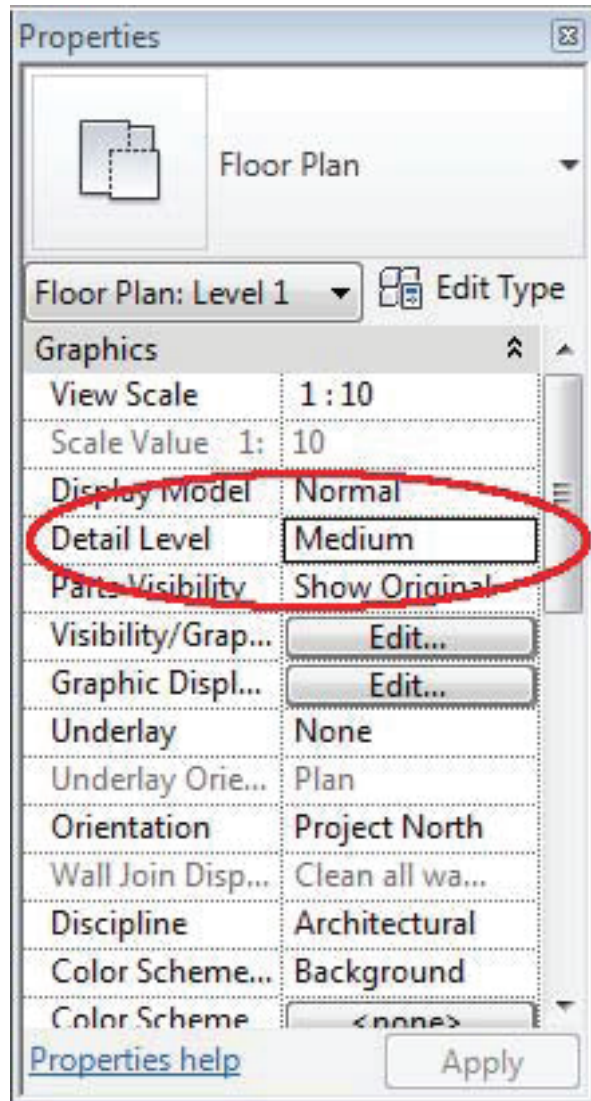 Properties
Floor Plan
Floor Plan: Level 1 Edit Type
Graphics
View Scale 1 : 10
Scale Value 1: 10
Display Model Normal
Detail Level Medium
Parts Visibility Show Original
Visibility/Grap... Edit...
Graphic Displ... Edit...
Underlay None
Underlay Orie... Plan
Orientation Project North
Wall Join Disp... Clean all wa...
Discipline Architectural
Color Scheme... Background
Color Scheme <none>
Properties help Apply